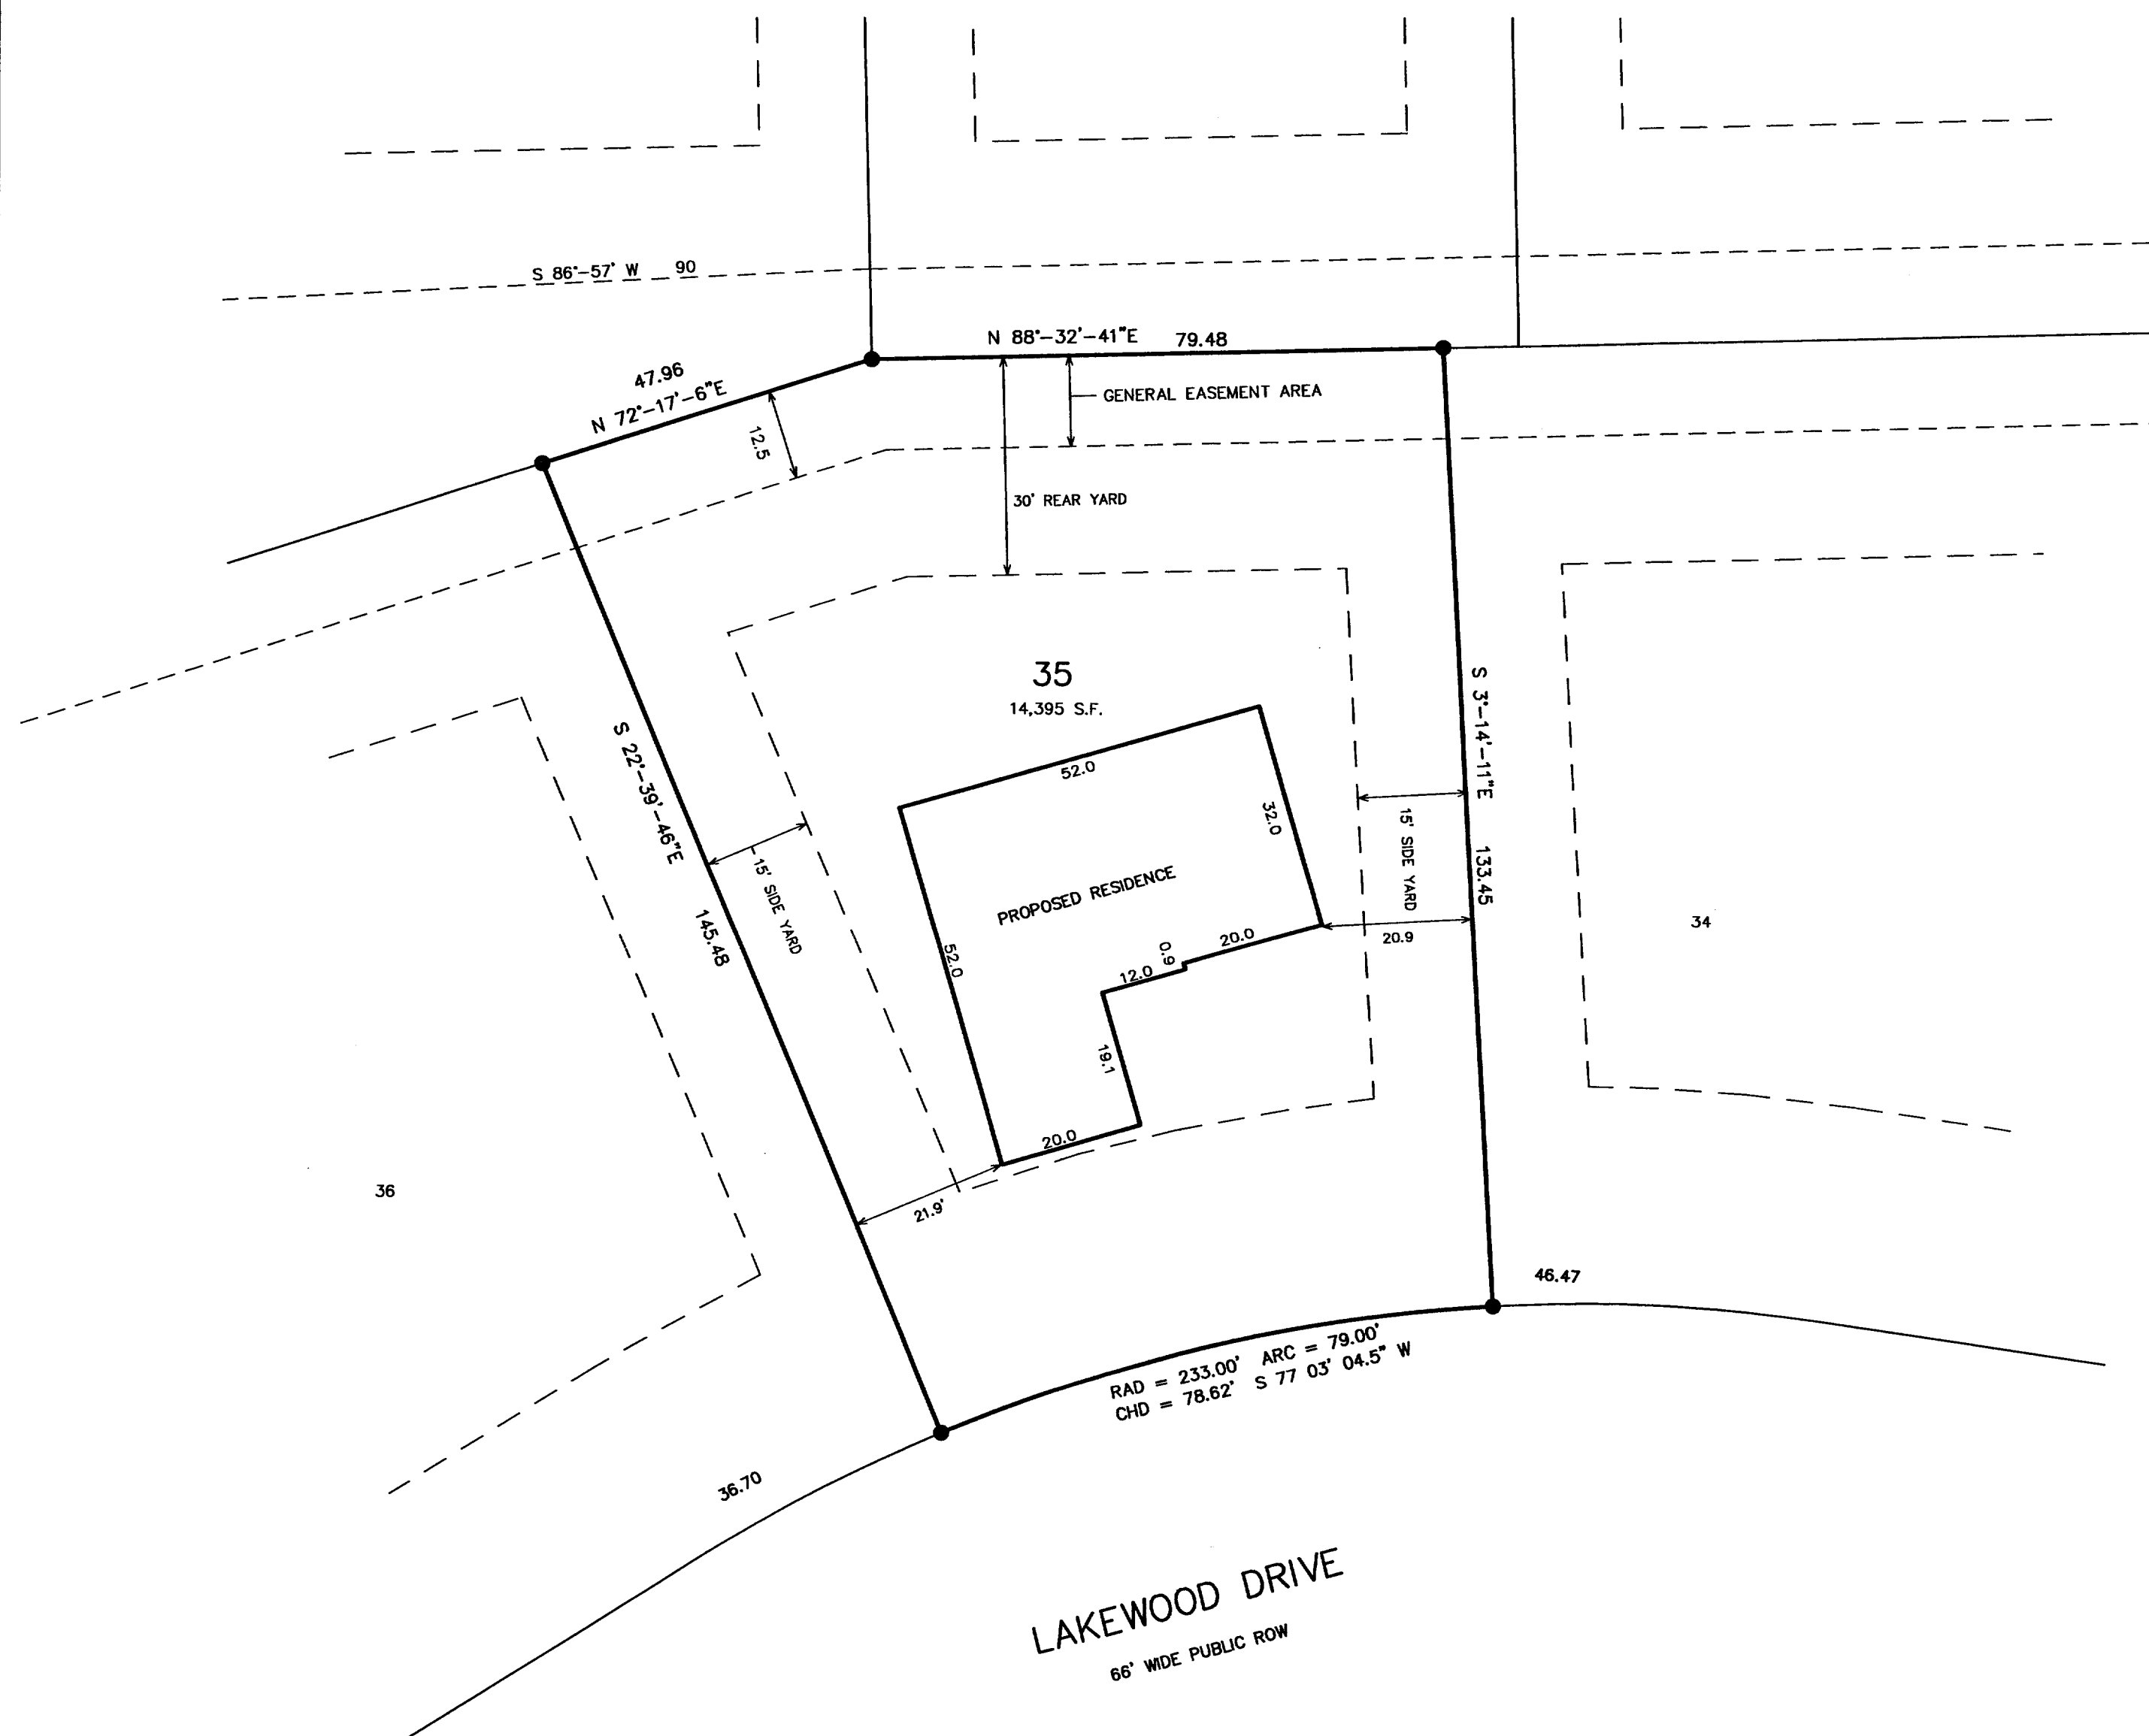 S 86°-57' W 90
N 88°-32'-41"E 79.48
47.96
N 72°-17'-6"E
GENERAL EASEMENT AREA
12.5
30' REAR YARD
35
14,395 S.F.
S 22°-39'-46"E 145.48
S 3°-14'-11"E 133.45
52.0
32.0
15' SIDE YARD
15' SIDE YARD
PROPOSED RESIDENCE
34
20.9
20.0
0.9
12.0
52.0
19.1
20.0
36
21.9'
46.47
RAD = 233.00' ARC = 79.00'
CHD = 78.62' S 77 03' 04.5" W
36.70
LAKEWOOD DRIVE
66' WIDE PUBLIC ROW